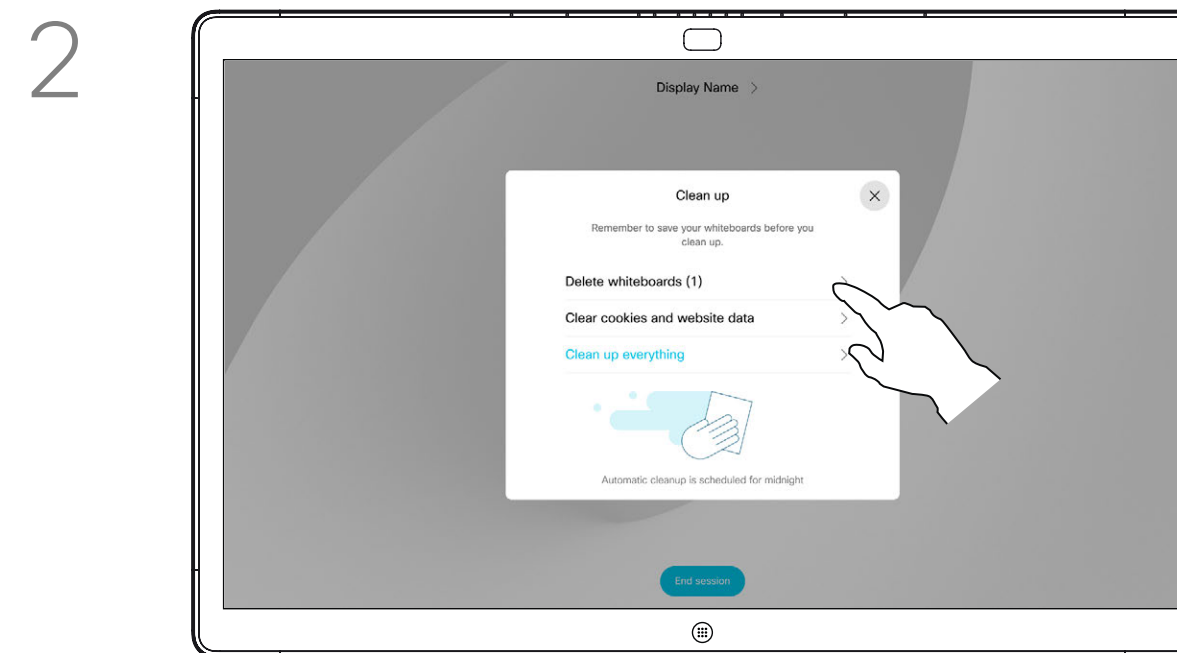 2
Display Name
Clean up
Remember to save your whiteboards before you
clean up.
Delete whiteboards (1)
Clear cookies and website data
Clean up everything
Automatic cleanup is scheduled for midnight
End session